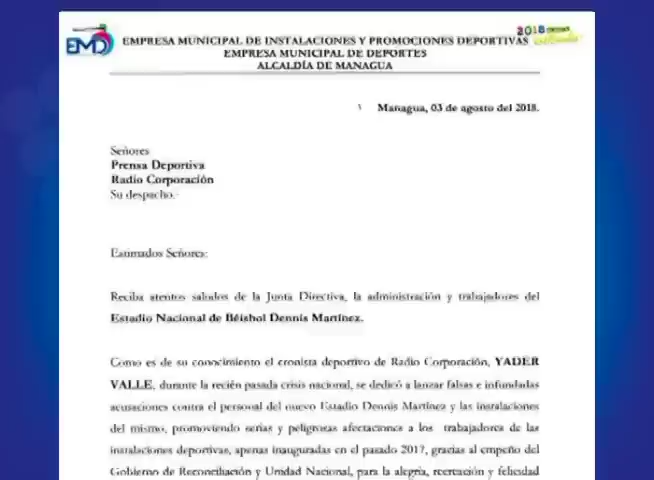 EMD
EMPRESA MUNICIPAL DE INSTALACIONES Y PROMOCIONES DEPORTIVAS
2018
EMPRESA MUNICIPAL DE DEPORTES
ALCALDÍA DE MANAGUA
Managua, 03 de agosto del 2018.
Señores
Prensa Deportiva
Radio Corporación
Su despacho.-
Estimados Señores:
Reciba atentos saludos de la Junta Directiva, la administración y trabajadores del
Estadio Nacional de Béisbol Dennis Martínez.
Como es de su conocimiento el cronista deportivo de Radio Corporación, YADER
VALLE, durante la recién pasada crisis nacional, se dedicó a lanzar falsas e infundadas
acusaciones contra el personal del nuevo Estadio Dennis Martínez y las instalaciones
del mismo, promoviendo serias y peligrosas afectaciones a los trabajadores de las
instalaciones deportivas, apenas inauguradas en el pasado 2017, gracias al empeño del
Gobierno de Reconciliación y Unidad Nacional, para la alegría, recreación y felicidad